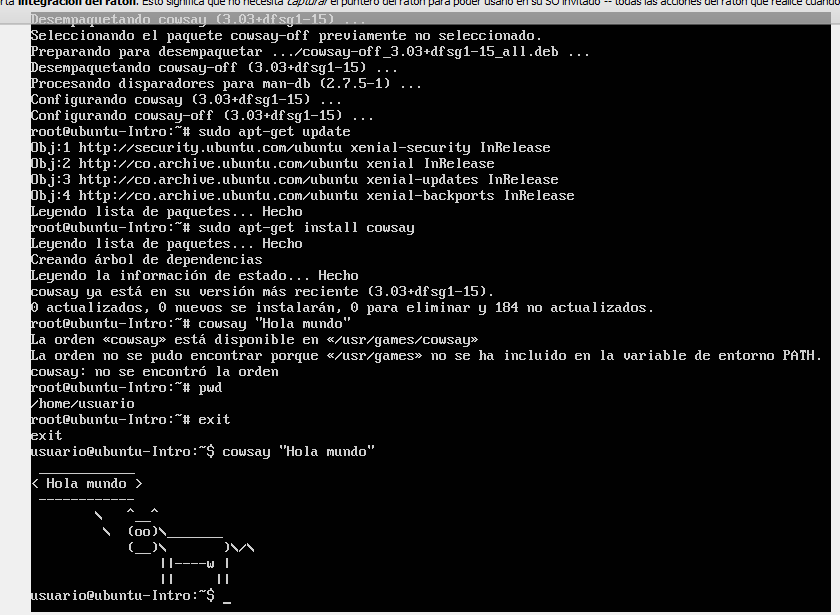 rta integración del ratón. Esto significa que no necesita capturar el puntero del ratón para poder usarlo en su SO invitado -- todas las acciones del ratón que realice cuando
Desempaquetando cowsay (3.03+dfsg1-15) ...
Seleccionando el paquete cowsay-off previamente no seleccionado.
Preparando para desempaquetar .../cowsay-off_3.03+dfsg1-15_all.deb ...
Desempaquetando cowsay-off (3.03+dfsg1-15) ...
Procesando disparadores para man-db (2.7.5-1) ...
Configurando cowsay (3.03+dfsg1-15) ...
Configurando cowsay-off (3.03+dfsg1-15) ...
root@ubuntu-Intro:~# sudo apt-get update
Obj:1 http://security.ubuntu.com/ubuntu xenial-security InRelease
Obj:2 http://co.archive.ubuntu.com/ubuntu xenial InRelease
Obj:3 http://co.archive.ubuntu.com/ubuntu xenial-updates InRelease
Obj:4 http://co.archive.ubuntu.com/ubuntu xenial-backports InRelease
Leyendo lista de paquetes... Hecho
root@ubuntu-Intro:~# sudo apt-get install cowsay
Leyendo lista de paquetes... Hecho
Creando árbol de dependencias
Leyendo la información de estado... Hecho
cowsay ya está en su versión más reciente (3.03+dfsg1-15).
0 actualizados, 0 nuevos se instalarán, 0 para eliminar y 184 no actualizados.
root@ubuntu-Intro:~# cowsay "Hola mundo"
La orden «cowsay» está disponible en «/usr/games/cowsay»
La orden no se pudo encontrar porque «/usr/games» no se ha incluido en la variable de entorno PATH.
cowsay: no se encontró la orden
root@ubuntu-Intro:~# pwd
/home/usuario
root@ubuntu-Intro:~# exit
exit
usuario@ubuntu-Intro:~$ cowsay "Hola mundo"
 ____________
< Hola mundo >
 ------------
        \   ^__^
         \  (oo)\_______
            (__)\       )\/\
                ||----w |
                ||     ||
usuario@ubuntu-Intro:~$ _